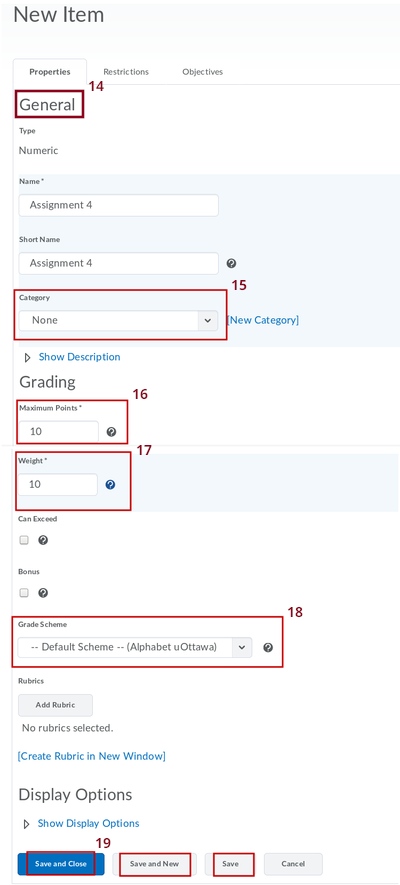 New Item
Properties Restrictions Objectives
14
General
Type
Numeric
Name *
Assignment 4
Short Name
Assignment 4
15
Category
None [New Category]
Show Description
Grading
16
Maximum Points *
10
17
Weight *
10
Can Exceed
Bonus
18
Grade Scheme
-- Default Scheme -- (Alphabet uOttawa)
Rubrics
Add Rubric
No rubrics selected.
[Create Rubric in New Window]
Display Options
Show Display Options
19
Save and Close Save and New Save Cancel